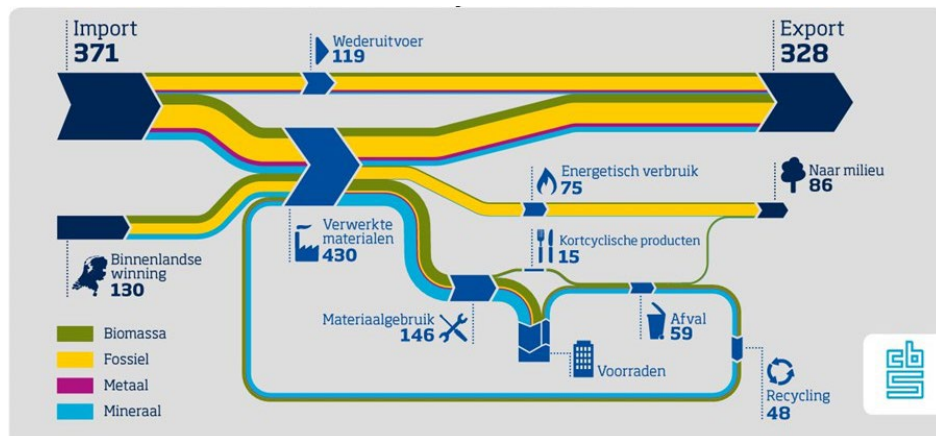 Import
371
Wederuitvoer
119
Export
328
Energetisch verbruik
75
Naar milieu
86
Verwerkte
materialen
430
Kortcyclische producten
15
Binnenlandse
winning
130
Materiaalgebruik
146
Afval
59
Voorraden
Recycling
48
Biomassa
Fossiel
Metaal
Mineraal
cbs